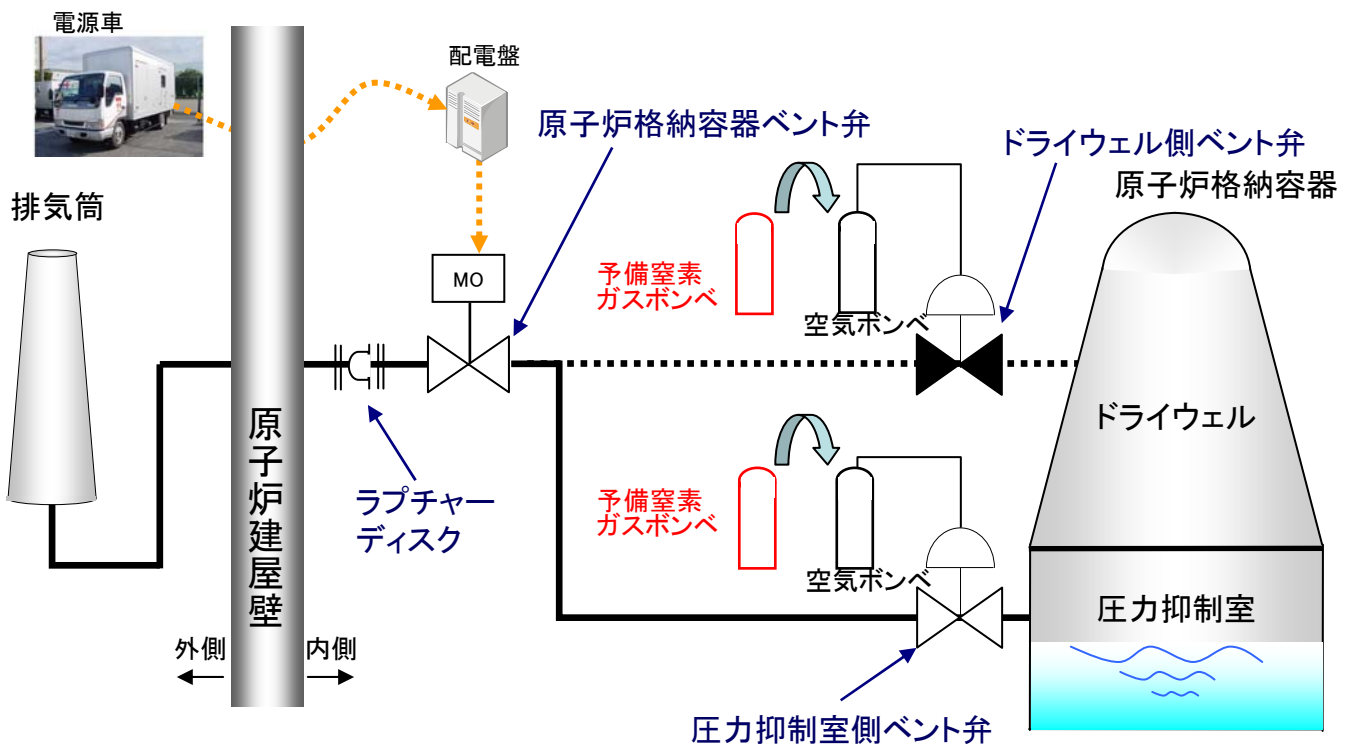 電源車
配電盤
原子炉格納容器ベント弁
ドライウェル側ベント弁
原子炉格納容器
排気筒
MO
予備窒素
ガスボンベ
空気ボンベ
ドライウェル
原子炉建屋壁
ラプチャー
ディスク
予備窒素
ガスボンベ
空気ボンベ
圧力抑制室
外側
内側
圧力抑制室側ベント弁